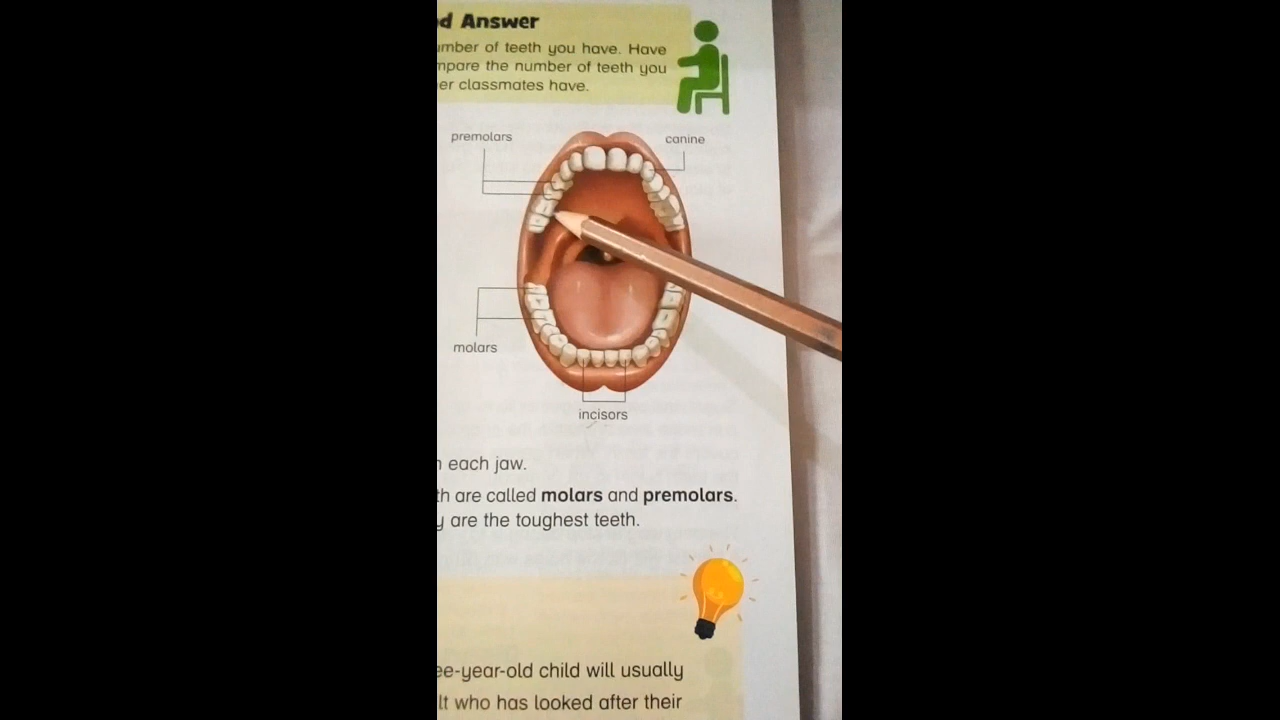 d Answer
umber of teeth you have. Have
mpare the number of teeth you
er classmates have.
premolars
canine
molars
incisors
n each jaw.
th are called molars and premolars.
y are the toughest teeth.
ee-year-old child will usually
lt who has looked after their